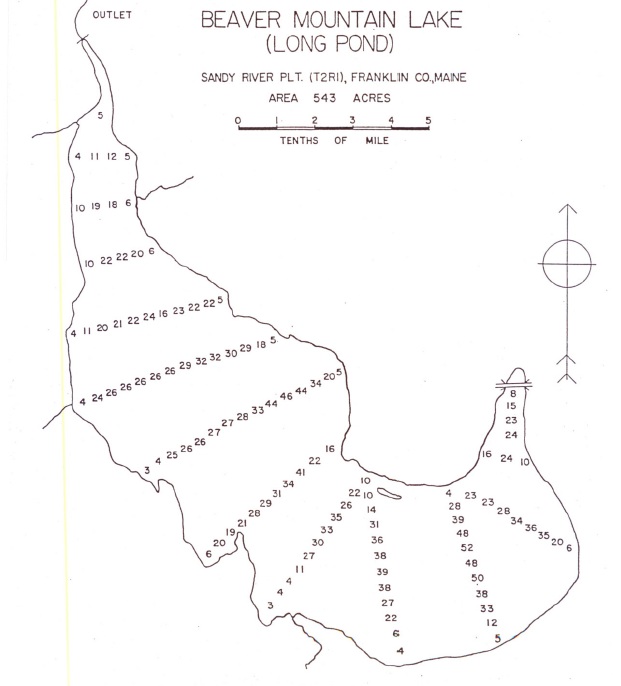 OUTLET
BEAVER MOUNTAIN LAKE
(LONG POND)
SANDY RIVER PLT. (T2R1), FRANKLIN CO., MAINE
AREA 543 ACRES
0 1 2 3 4 5
TENTHS OF MILE
5
4 11 12 5
10 19 18 6
10 22 22 20 6
4 11 20 21 22 24 16 23 22 22 5
4 24 26 26 26 26 26 29 32 32 30 29 18 5
3 4 25 26 26 27 27 28 33 44 46 44 34 20 5
6 20 19 21 28 29 31 34 41 22 16
3 4 4 11 27 30 33 35 26 22 10
10
14
31
36
38
39
38
27
22
6
4
4
28
39
48
52
48
50
38
33
12
5
23 23 28 34 36 35 20 6
8
15
23
24
16 24 10